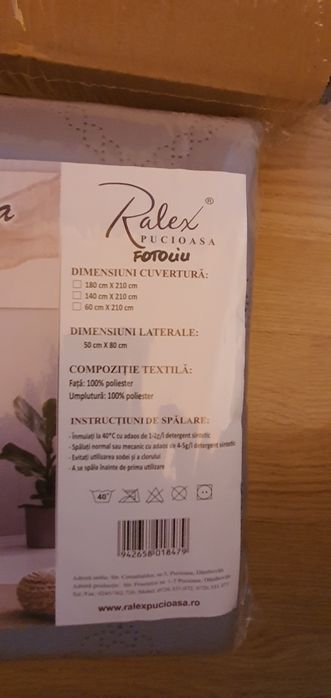 a
Ralex ®
PUCIOASA
FOTOLIU
DIMENSIUNI CUVERTURĂ:
180 cm X 210 cm
140 cm X 210 cm
60 cm X 210 cm
DIMENSIUNI LATERALE:
50 cm X 80 cm
COMPOZIȚIE TEXTILĂ:
Față: 100% poliester
Umplutură: 100% poliester
INSTRUCȚIUNI DE SPĂLARE:
- Înmuiați la 40°C cu adaos de 1-2g/l detergent sintetic
- Spălați normal sau mecanic cu adaos de 4-5g/l detergent sintetic
- Evitați utilizarea sodei și a clorului
- A se spăla înainte de prima utilizare
40°
942658 018479
www.ralexpucioasa.ro